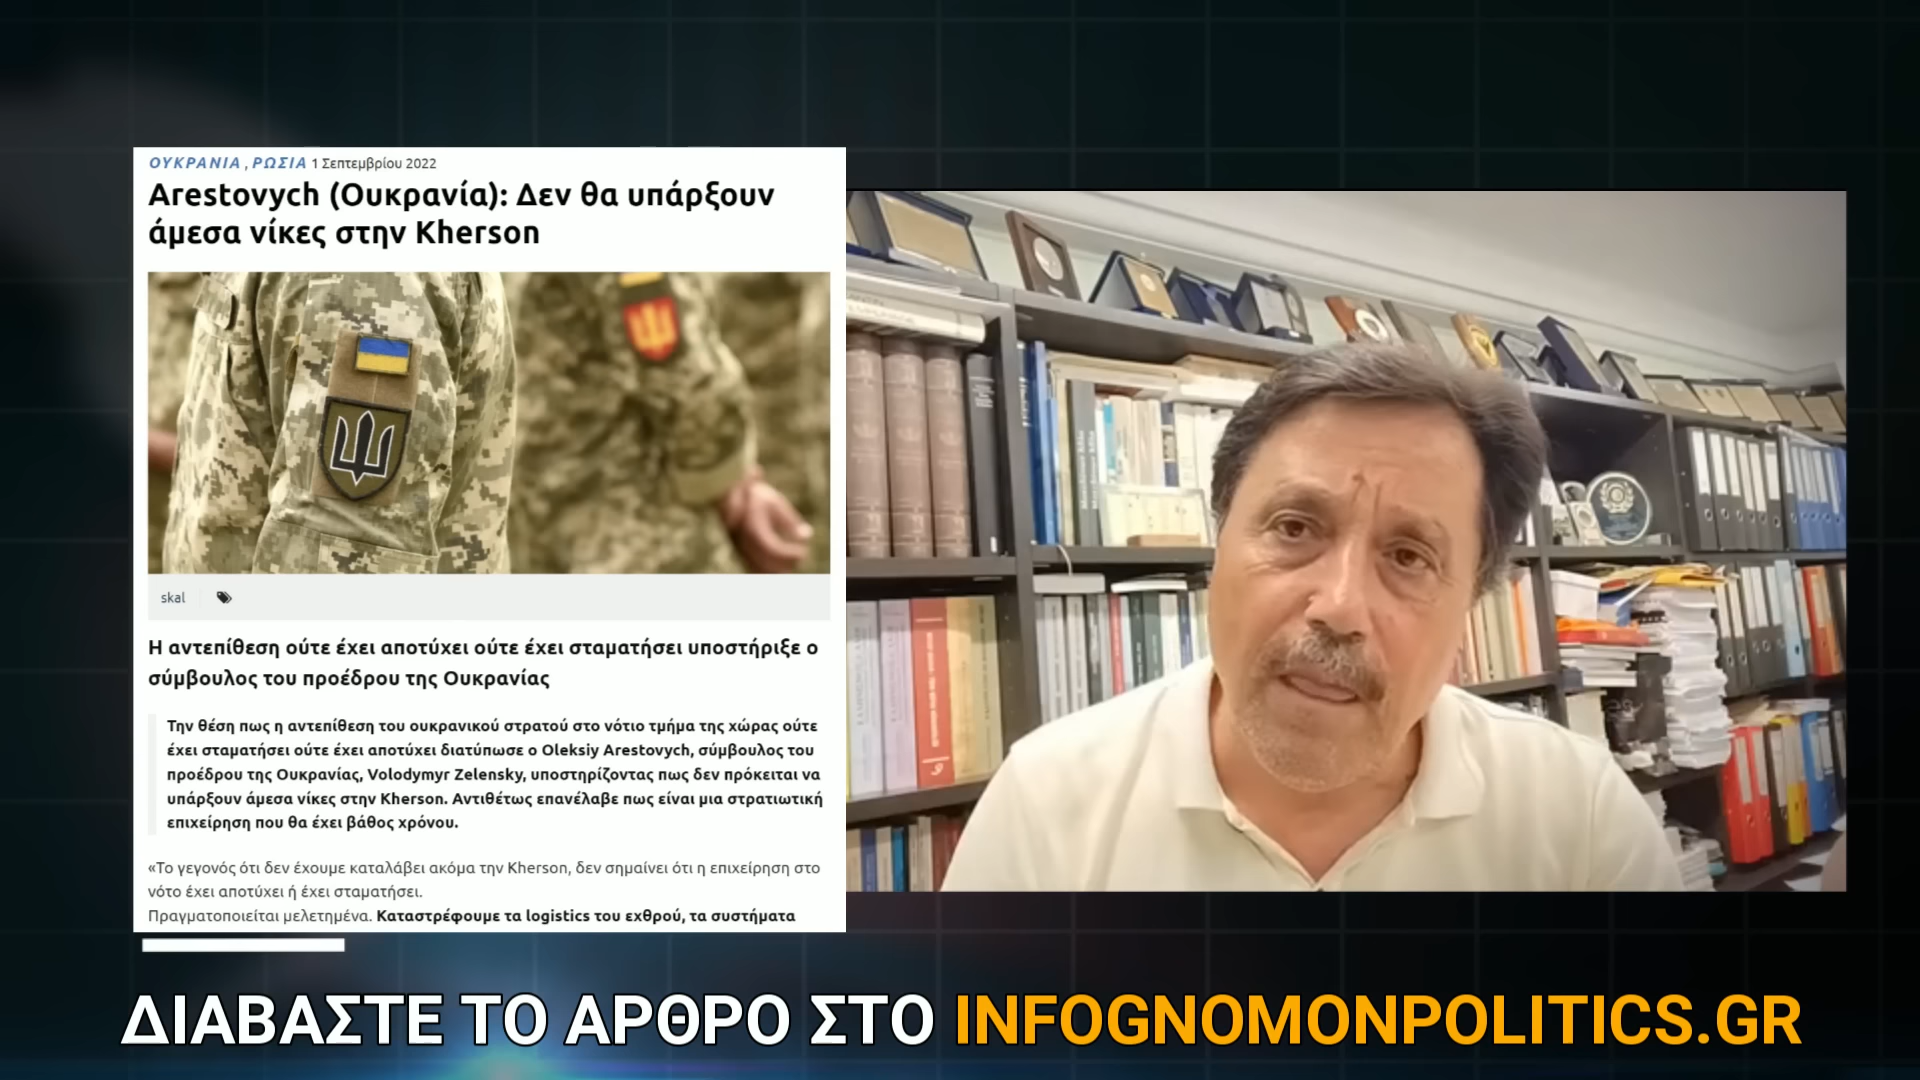 ΟΥΚΡΑΝΙΑ , ΡΩΣΙΑ 1 Σεπτεμβρίου 2022
Arestovych (Ουκρανία): Δεν θα υπάρξουν
άμεσα νίκες στην Kherson
skal
Η αντεπίθεση ούτε έχει αποτύχει ούτε έχει σταματήσει υποστήριξε ο
σύμβουλος του προέδρου της Ουκρανίας
Την θέση πως η αντεπίθεση του ουκρανικού στρατού στο νότιο τμήμα της χώρας ούτε
έχει σταματήσει ούτε έχει αποτύχει διατύπωσε ο Oleksiy Arestovych, σύμβουλος του
προέδρου της Ουκρανίας, Volodymyr Zelensky, υποστηρίζοντας πως δεν πρόκειται να
υπάρξουν άμεσα νίκες στην Kherson. Αντιθέτως επανέλαβε πως είναι μια στρατιωτική
επιχείρηση που θα έχει βάθος χρόνου.
«Το γεγονός ότι δεν έχουμε καταλάβει ακόμα την Kherson, δεν σημαίνει ότι η επιχείρηση στο
νότο έχει αποτύχει ή έχει σταματήσει.
Πραγματοποιείται μελετημένα. Καταστρέφουμε τα logistics του εχθρού, τα συστήματα
ΔΙΑΒΑΣΤΕ ΤΟ ΑΡΘΡΟ ΣΤΟ INFOGNOMONPOLITICS.GR